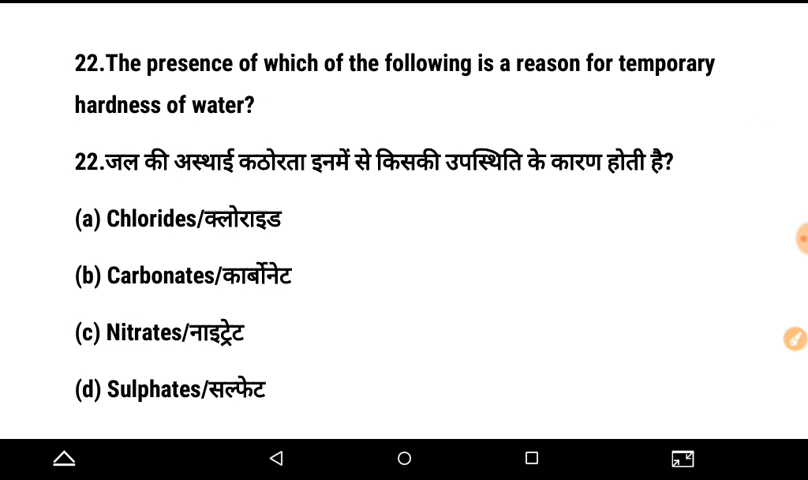 22.The presence of which of the following is a reason for temporary
hardness of water?
22.जल की अस्थाई कठोरता इनमें से किसकी उपस्थिति के कारण होती है?
(a) Chlorides/क्लोराइड
(b) Carbonates/कार्बोनेट
(c) Nitrates/नाइट्रेट
(d) Sulphates/सल्फेट